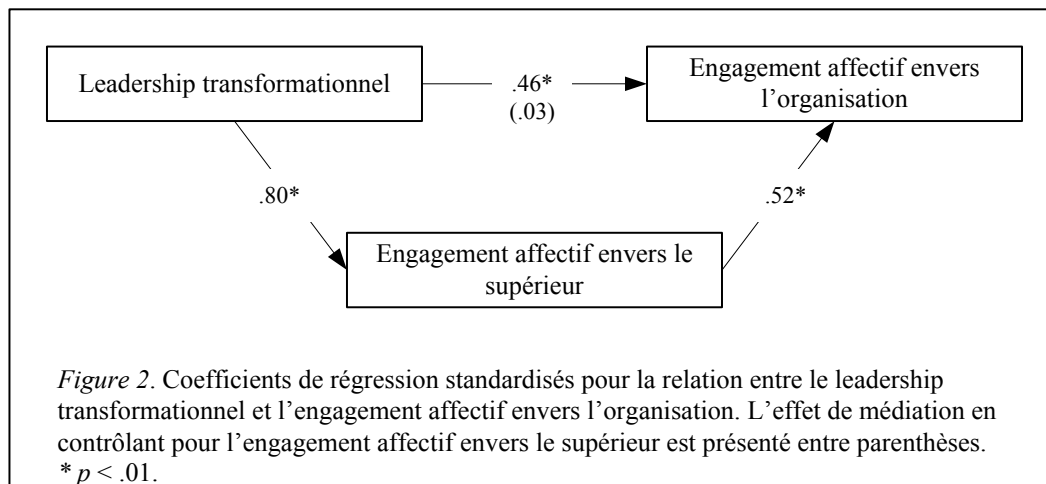 Leadership transformationnel
.46*
(.03)
Engagement affectif envers
l’organisation
.80*
.52*
Engagement affectif envers le
supérieur
Figure 2. Coefficients de régression standardisés pour la relation entre le leadership
transformationnel et l’engagement affectif envers l’organisation. L’effet de médiation en
contrôlant pour l’engagement affectif envers le supérieur est présenté entre parenthèses.
* p < .01.